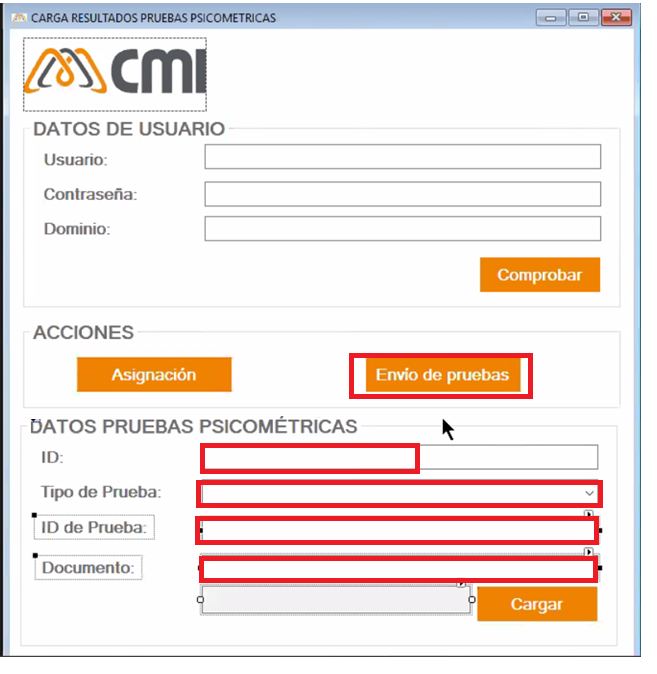 CARGA RESULTADOS PRUEBAS PSICOMETRICAS
CMI
DATOS DE USUARIO
Usuario:
Contraseña:
Dominio:
Comprobar
ACCIONES
Asignación
Envío de pruebas
DATOS PRUEBAS PSICOMÉTRICAS
ID:
Tipo de Prueba:
ID de Prueba:
Documento:
Cargar